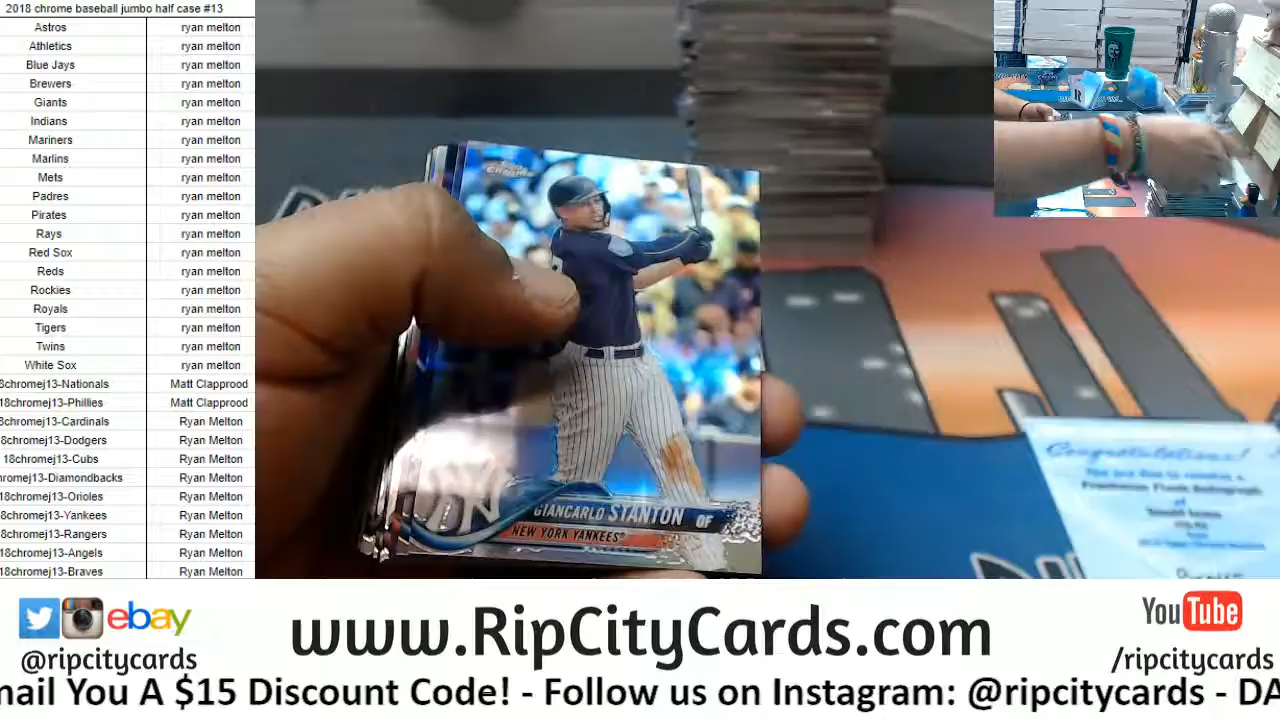 2018 chrome baseball jumbo half case #13
Astros ryan melton
Athletics ryan melton
Blue Jays ryan melton
Brewers ryan melton
Giants ryan melton
Indians ryan melton
Mariners ryan melton
Marlins ryan melton
Mets ryan melton
Padres ryan melton
Pirates ryan melton
Rays ryan melton
Red Sox ryan melton
Reds ryan melton
Rockies ryan melton
Royals ryan melton
Tigers ryan melton
Twins ryan melton
White Sox ryan melton
8chromej13-Nationals Matt Clapprood
18chromej13-Phillies Matt Clapprood
8chromej13-Cardinals Ryan Melton
8chromej13-Dodgers Ryan Melton
18chromej13-Cubs Ryan Melton
chromej13-Diamondbacks Ryan Melton
18chromej13-Orioles Ryan Melton
8chromej13-Yankees Ryan Melton
8chromej13-Rangers Ryan Melton
18chromej13-Angels Ryan Melton
18chromej13-Braves Ryan Melton
GIANCARLO STANTON OF
NEW YORK YANKEES
Congratulations!
ebay
@ripcitycards
www.RipCityCards.com
YouTube
/ripcitycards
mail You A $15 Discount Code! - Follow us on Instagram: @ripcitycards - DA